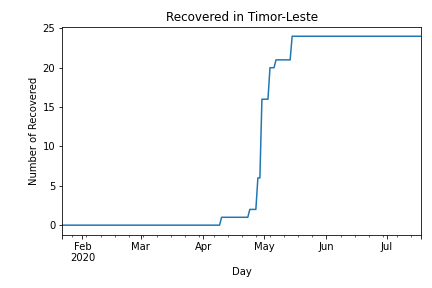 Recovered in Timor-Leste
Number of Recovered
25
20
15
10
5
0
Feb
2020
Mar
Apr
May
Jun
Jul
Day